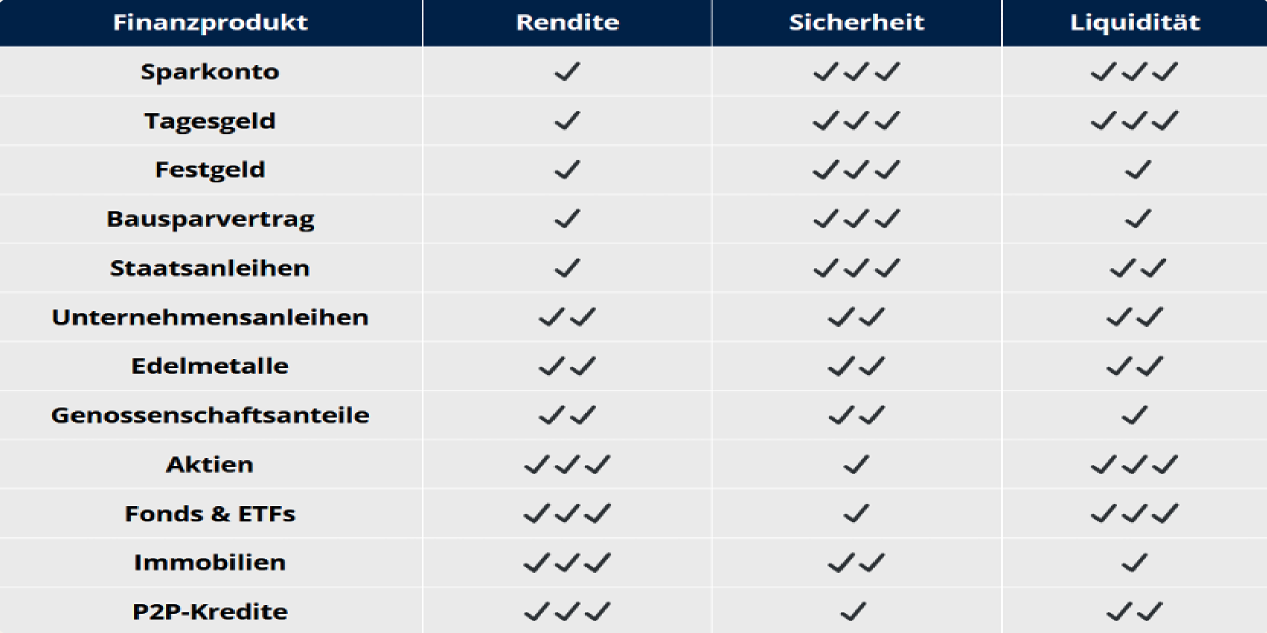 Finanzprodukt Rendite Sicherheit Liquidität
Sparkonto ✓ ✓✓✓ ✓✓✓
Tagesgeld ✓ ✓✓✓ ✓✓✓
Festgeld ✓ ✓✓✓ ✓
Bausparvertrag ✓ ✓✓✓ ✓
Staatsanleihen ✓ ✓✓✓ ✓✓
Unternehmensanleihen ✓✓ ✓✓ ✓✓
Edelmetalle ✓✓ ✓✓ ✓✓
Genossenschaftsanteile ✓✓ ✓✓ ✓
Aktien ✓✓✓ ✓ ✓✓✓
Fonds & ETFs ✓✓✓ ✓ ✓✓✓
Immobilien ✓✓✓ ✓✓ ✓
P2P-Kredite ✓✓✓ ✓ ✓✓